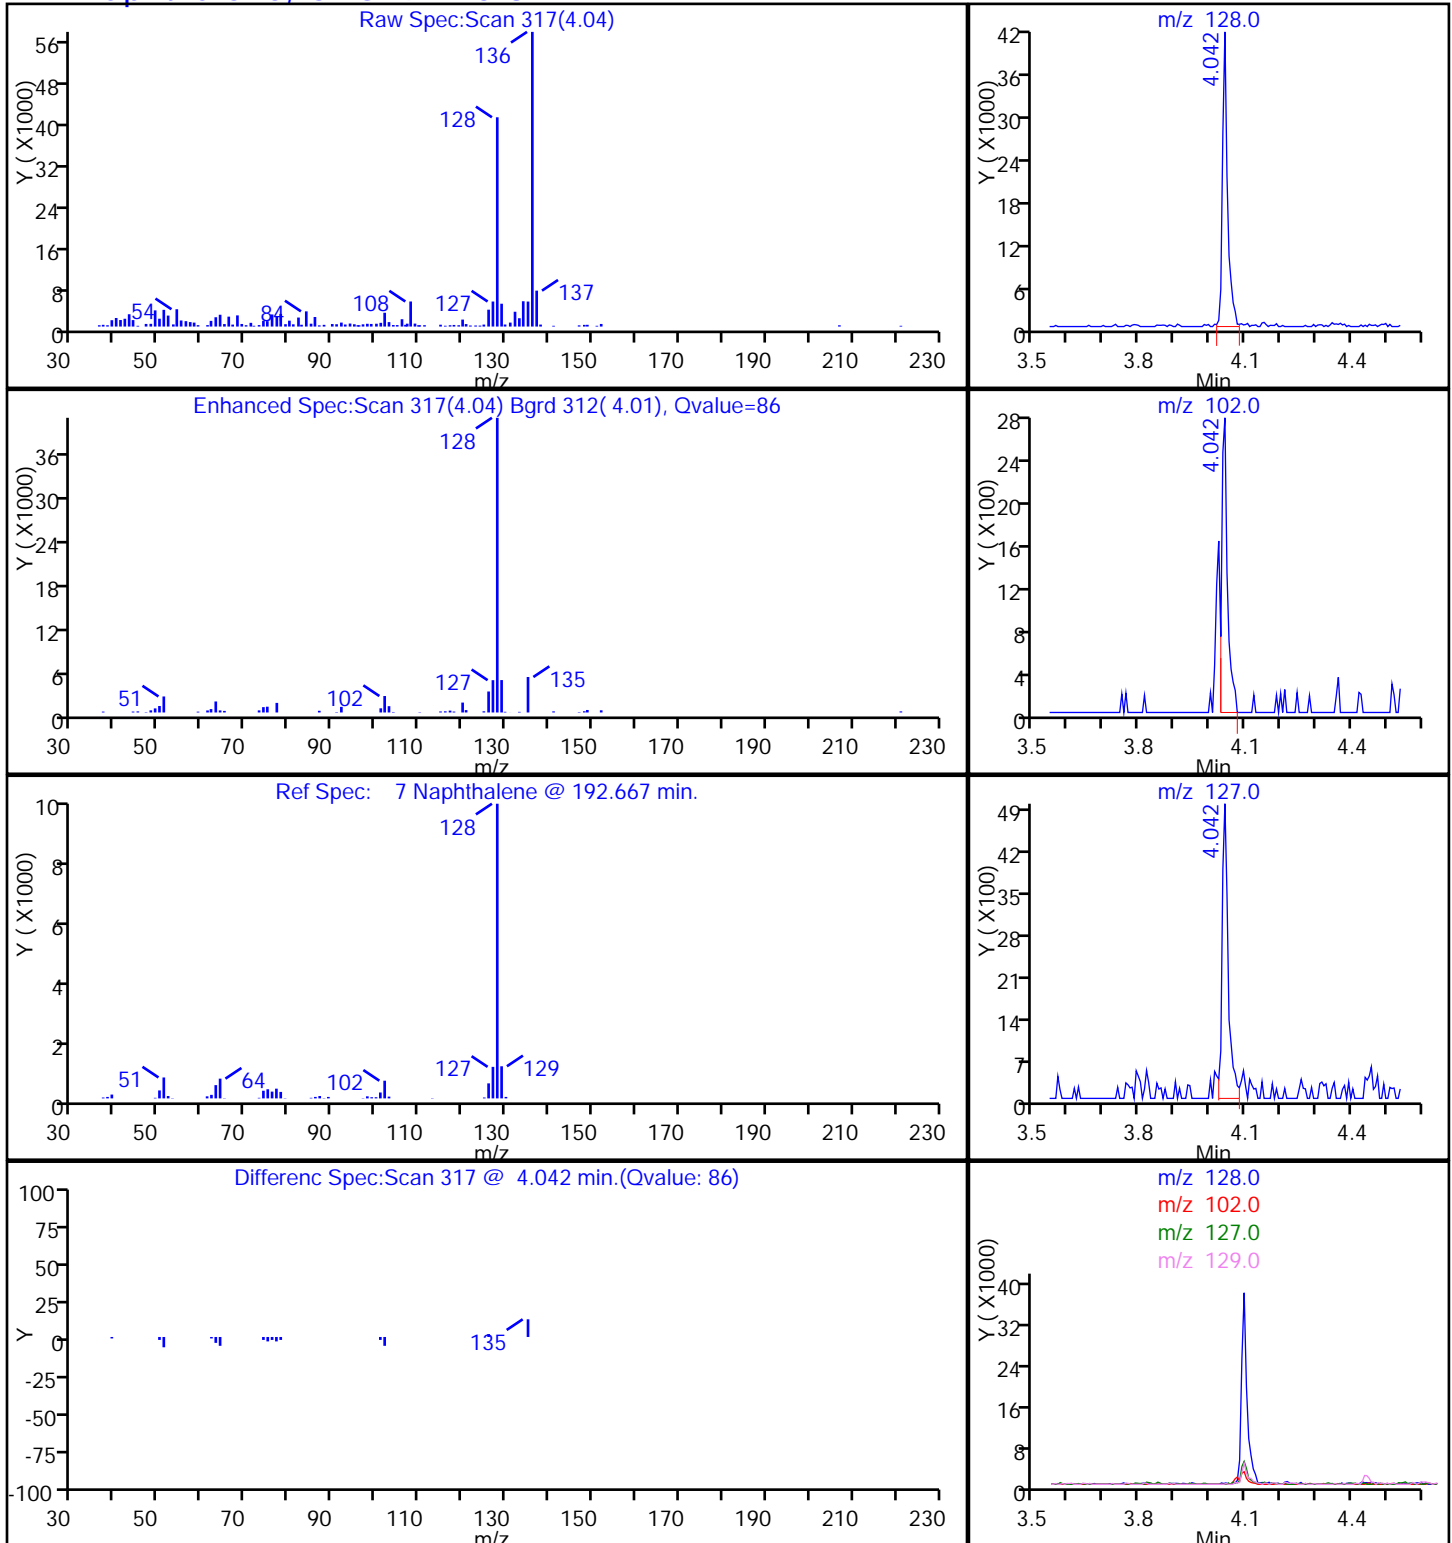 Raw Spec:Scan 317(4.04)
56
48
40
32
24
16
8
0
Y ( X1000)
136
128
54
84
108
127
137
30 50 70 90 110 130 150 170 190 210 230
m/z
m/z 128.0
42
36
30
24
18
12
6
0
Y ( X1000)
4.042
3.5 3.8 4.1 4.4
Min
Enhanced Spec:Scan 317(4.04) Bgrd 312( 4.01), Qvalue=86
36
30
24
18
12
6
0
Y ( X1000)
128
51
102
127
135
30 50 70 90 110 130 150 170 190 210 230
m/z
m/z 102.0
28
24
20
16
12
8
4
0
Y ( X100)
4.042
3.5 3.8 4.1 4.4
Min
Ref Spec: 7 Naphthalene @ 192.667 min.
10
8
6
4
2
0
Y ( X1000)
128
51
64
102
127
129
30 50 70 90 110 130 150 170 190 210 230
m/z
m/z 127.0
49
42
35
28
21
14
7
0
Y ( X100)
4.042
3.5 3.8 4.1 4.4
Min
Differenc Spec:Scan 317 @ 4.042 min.(Qvalue: 86)
100
75
50
25
0
-25
-50
-75
-100
Y
135
30 50 70 90 110 130 150 170 190 210 230
m/z
m/z 128.0
m/z 102.0
m/z 127.0
m/z 129.0
40
32
24
16
8
0
Y ( X1000)
3.5 3.8 4.1 4.4
Min